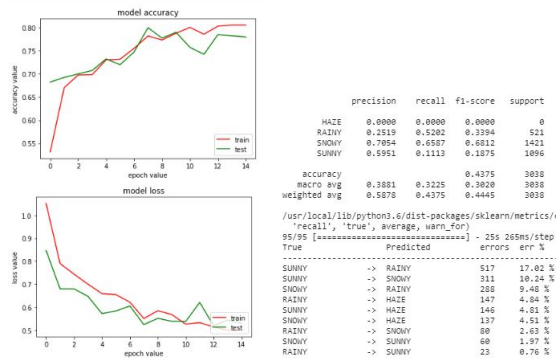 model accuracy
accuracy value
0.80
0.75
0.70
0.65
0.60
0.55
train
test
0 2 4 6 8 10 12 14
epoch value
model loss
loss value
1.0
0.9
0.8
0.7
0.6
0.5
train
test
0 2 4 6 8 10 12 14
epoch value
precision recall f1-score support
HAZE 0.0000 0.0000 0.0000 0
RAINY 0.2519 0.5202 0.3394 521
SNOWY 0.7054 0.6587 0.6812 1421
SUNNY 0.5951 0.1113 0.1875 1096
accuracy 0.4375 3038
macro avg 0.3881 0.3225 0.3020 3038
weighted avg 0.5878 0.4375 0.4445 3038
/usr/local/lib/python3.6/dist-packages/sklearn/metrics/
'recall', 'true', average, warn_for)
95/95 [==============================] - 25s 265ms/step
True Predicted errors err %
------------------------------------------------------------------
SUNNY -> RAINY 517 17.02 %
SUNNY -> SNOWY 311 10.24 %
SNOWY -> RAINY 288 9.48 %
RAINY -> HAZE 147 4.84 %
SUNNY -> HAZE 146 4.81 %
SNOWY -> HAZE 137 4.51 %
RAINY -> SNOWY 80 2.63 %
SNOWY -> SUNNY 60 1.97 %
RAINY -> SUNNY 23 0.76 %